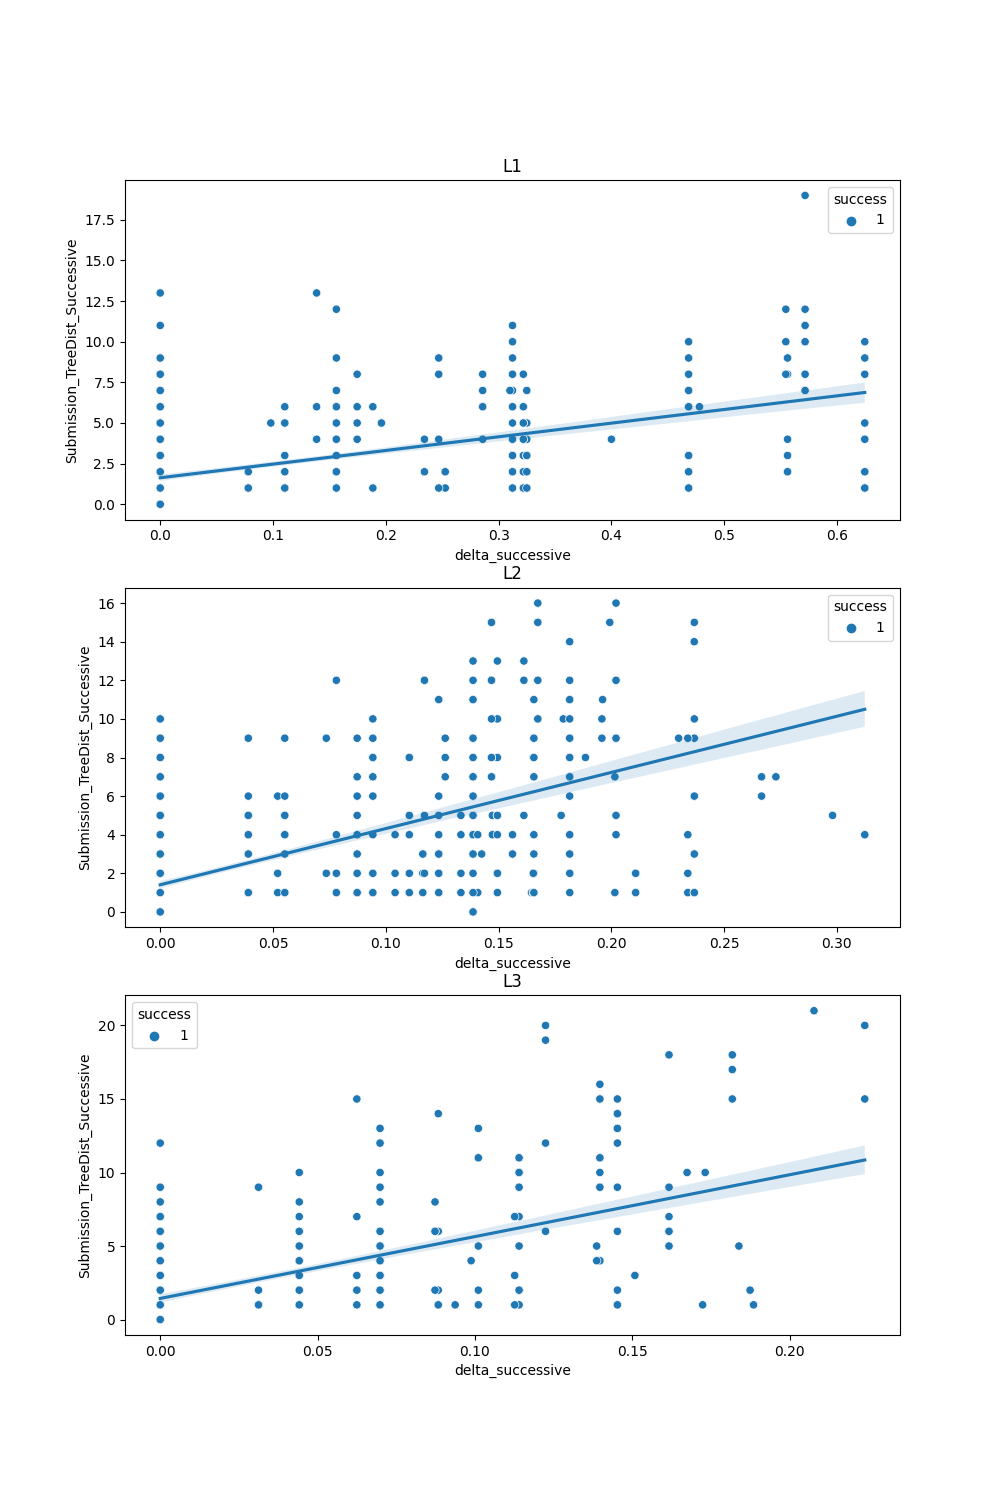 L1
success
1
17.5
15.0
12.5
10.0
7.5
5.0
2.5
0.0
Submission_TreeDist_Successive
0.0 0.1 0.2 0.3 0.4 0.5 0.6
delta_successive
L2
success
1
16
14
12
10
8
6
4
2
0
Submission_TreeDist_Successive
0.00 0.05 0.10 0.15 0.20 0.25 0.30
delta_successive
L3
success
1
20
15
10
5
0
Submission_TreeDist_Successive
0.00 0.05 0.10 0.15 0.20
delta_successive